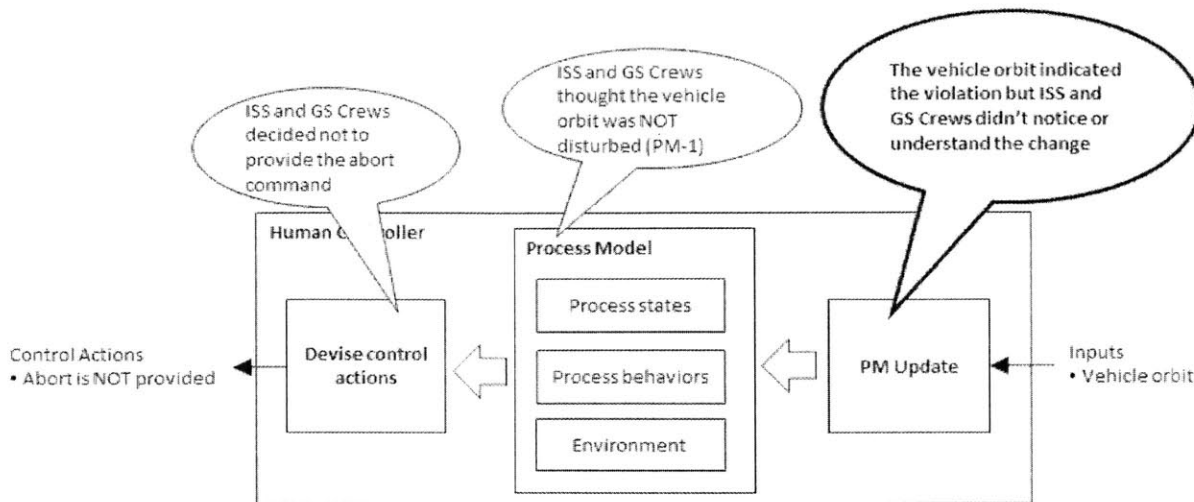 ISS and GS Crews
decided not to
provide the abort
command
ISS and GS Crews
thought the vehicle
orbit was NOT
disturbed (PM-1)
The vehicle orbit indicated
the violation but ISS and
GS Crews didn't notice or
understand the change
Human Controller
Process Model
Process states
Process behaviors
Environment
Devise control
actions
PM Update
Control Actions
• Abort is NOT provided
Inputs
• Vehicle orbit